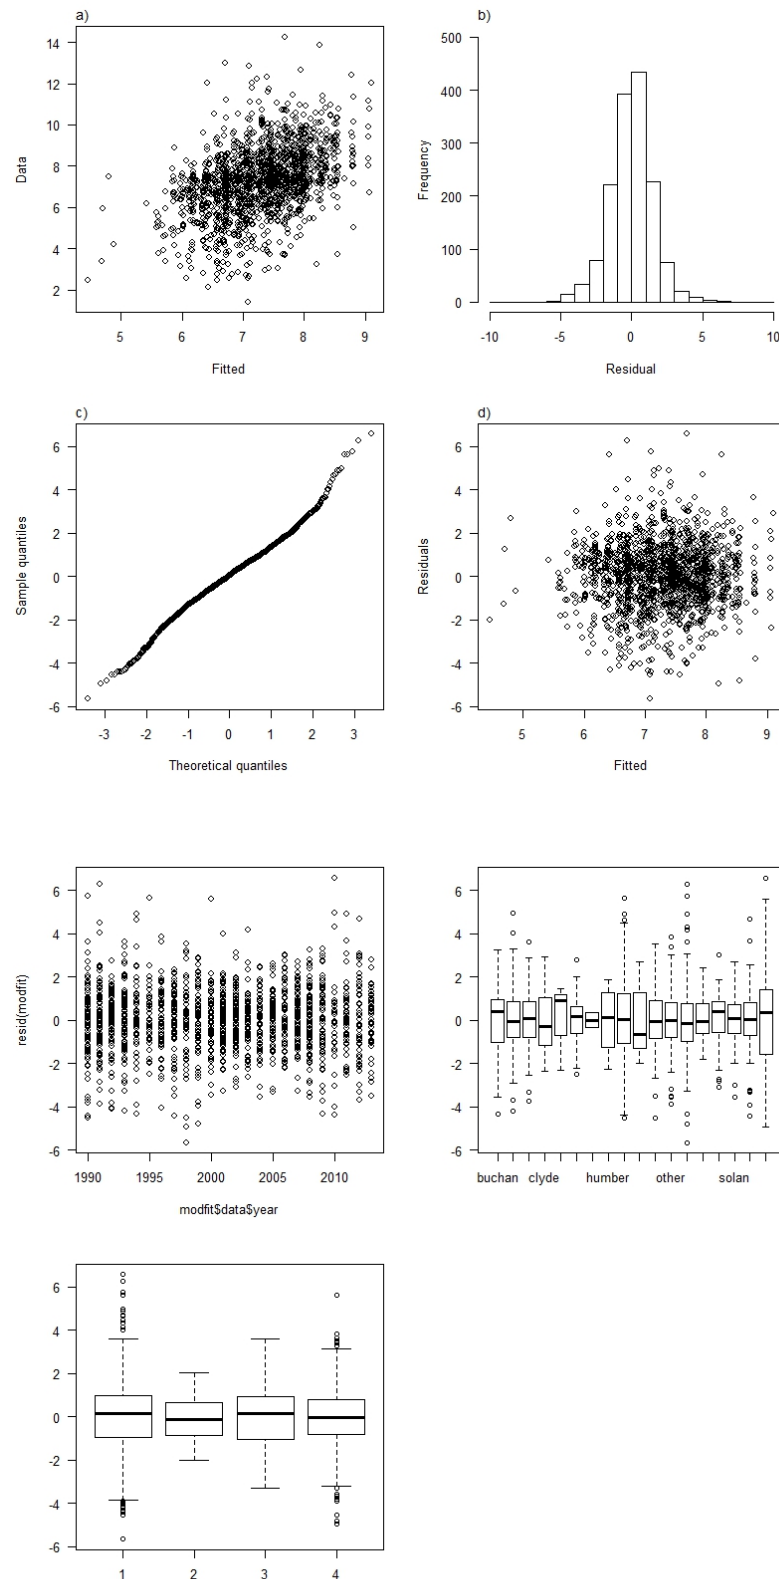 a)
14
12
10
8
6
4
2
Data
5 6 7 8 9
Fitted
b)
500
400
300
200
100
0
Frequency
-10 -5 0 5 10
Residual
c)
6
4
2
0
-2
-4
-6
Sample quantiles
-3 -2 -1 0 1 2 3
Theoretical quantiles
d)
6
4
2
0
-2
-4
-6
Residuals
5 6 7 8 9
Fitted
6
4
2
0
-2
-4
-6
resid(modfit)
1990 1995 2000 2005 2010
modfit$data$year
6
4
2
0
-2
-4
-6
buchan clyde humber other solan
6
4
2
0
-2
-4
-6
1 2 3 4